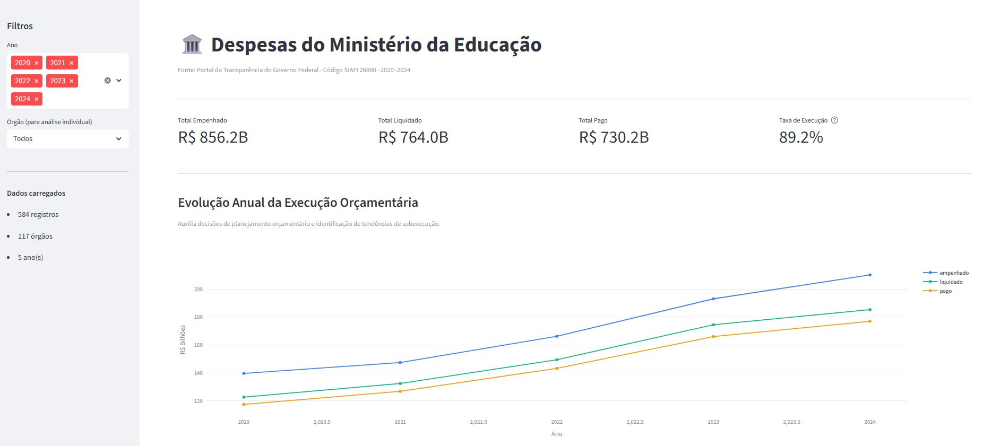 Filtros
Ano
2020 × 2021 ×
2022 × 2023 ×
2024 ×
Órgão (para análise individual)
Todos
Dados carregados
• 584 registros
• 117 órgãos
• 5 ano(s)
Despesas do Ministério da Educação
Fonte: Portal da Transparência do Governo Federal · Código SIAFI 26000 · 2020–2024
Total Empenhado
R$ 856.2B
Total Liquidado
R$ 764.0B
Total Pago
R$ 730.2B
Taxa de Execução ?
89.2%
Evolução Anual da Execução Orçamentária
Auxilia decisões de planejamento orçamentário e identificação de tendências de subexecução.
empenhado
liquidado
pago
R$ Bilhões
200
180
160
140
120
2020 2,020.5 2021 2,021.5 2022 2,022.5 2023 2,023.5 2024
Ano